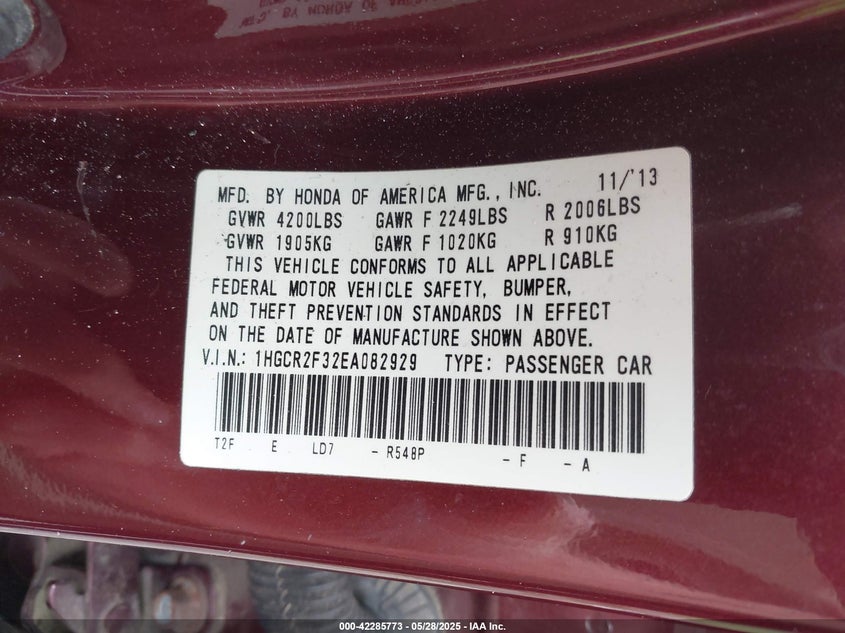 MFD. BY HONDA OF AMERICA MFG., INC. 11/'13
GVWR 4200LBS GAWR F 2249LBS R 2006LBS
GVWR 1905KG GAWR F 1020KG R 910KG
THIS VEHICLE CONFORMS TO ALL APPLICABLE
FEDERAL MOTOR VEHICLE SAFETY, BUMPER,
AND THEFT PREVENTION STANDARDS IN EFFECT
ON THE DATE OF MANUFACTURE SHOWN ABOVE.
V.I.N.: 1HGCR2F32EA082929 TYPE: PASSENGER CAR
T2F E LD7 - R548P - F - A
000-42285773 - 05/28/2025 - IAA Inc.